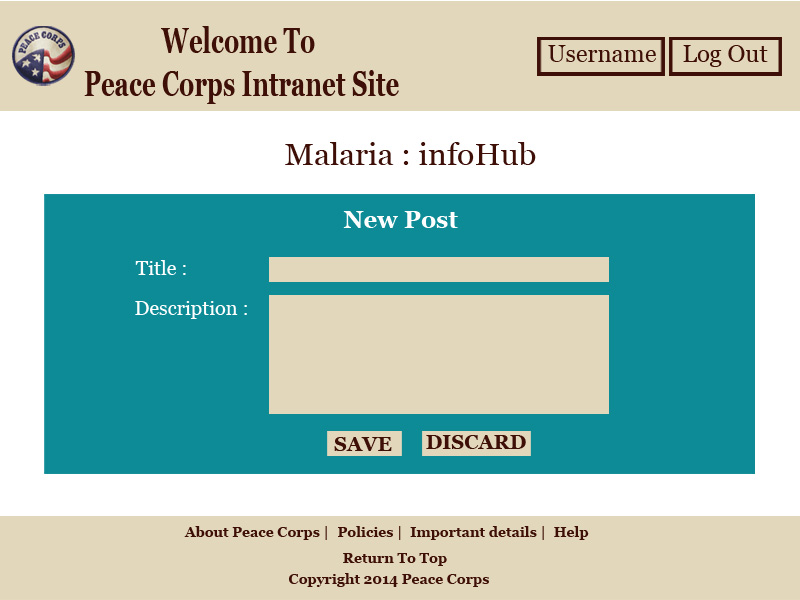 PEACE CORPS
Welcome To
Peace Corps Intranet Site
Username
Log Out
Malaria : infoHub
New Post
Title :
Description :
SAVE
DISCARD
About Peace Corps | Policies | Important details | Help
Return To Top
Copyright 2014 Peace Corps